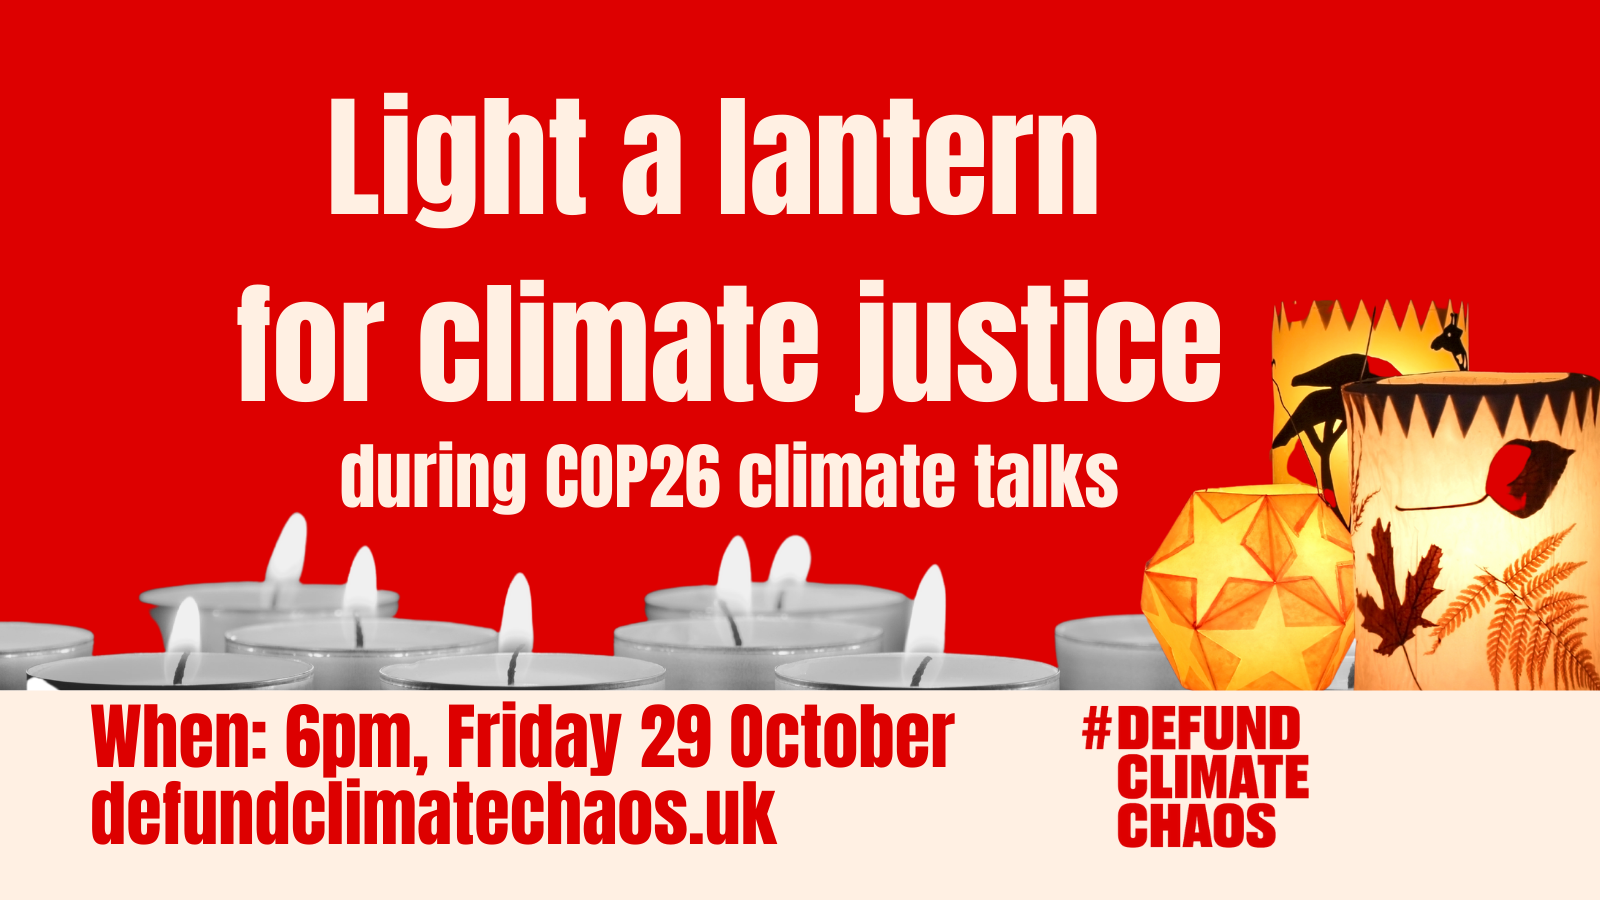 Light a lantern
for climate justice
during COP26 climate talks
When: 6pm, Friday 29 October
defundclimatechaos.uk
#DEFUND
CLIMATE
CHAOS